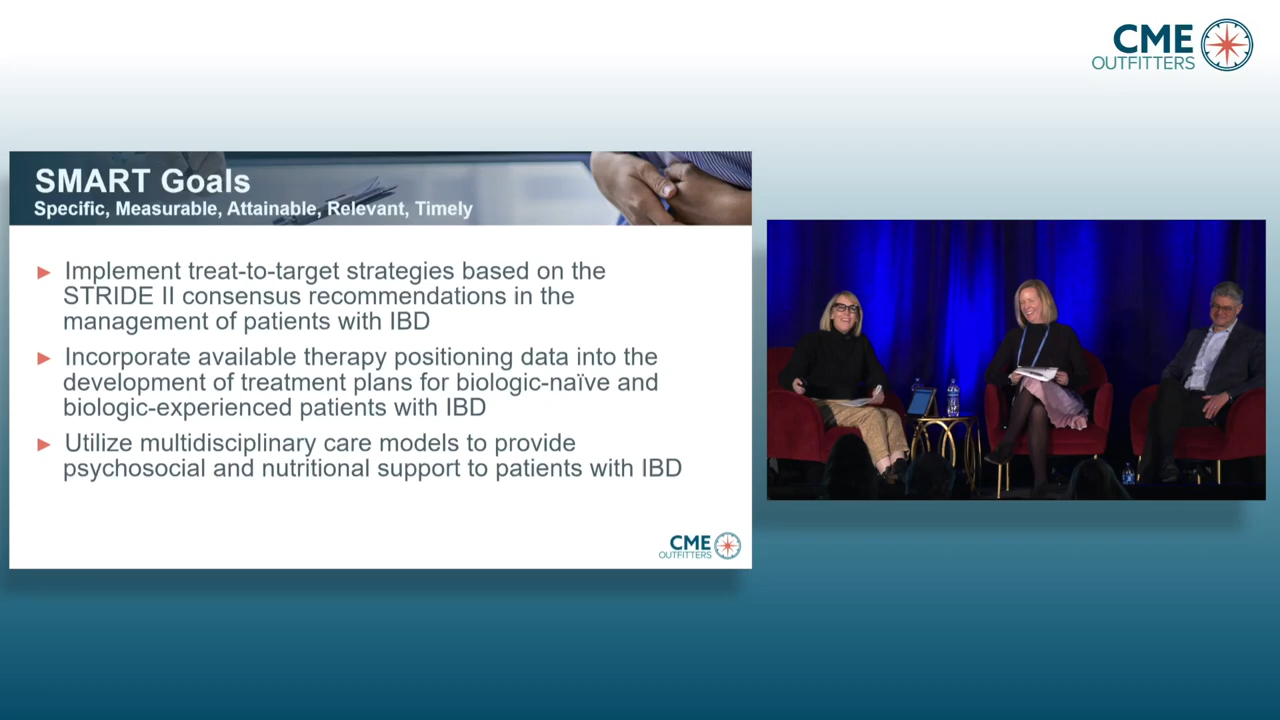 CME
OUTFITTERS
SMART Goals
Specific, Measurable, Attainable, Relevant, Timely
► Implement treat-to-target strategies based on the
STRIDE II consensus recommendations in the
management of patients with IBD
► Incorporate available therapy positioning data into the
development of treatment plans for biologic-naïve and
biologic-experienced patients with IBD
► Utilize multidisciplinary care models to provide
psychosocial and nutritional support to patients with IBD
CME
OUTFITTERS